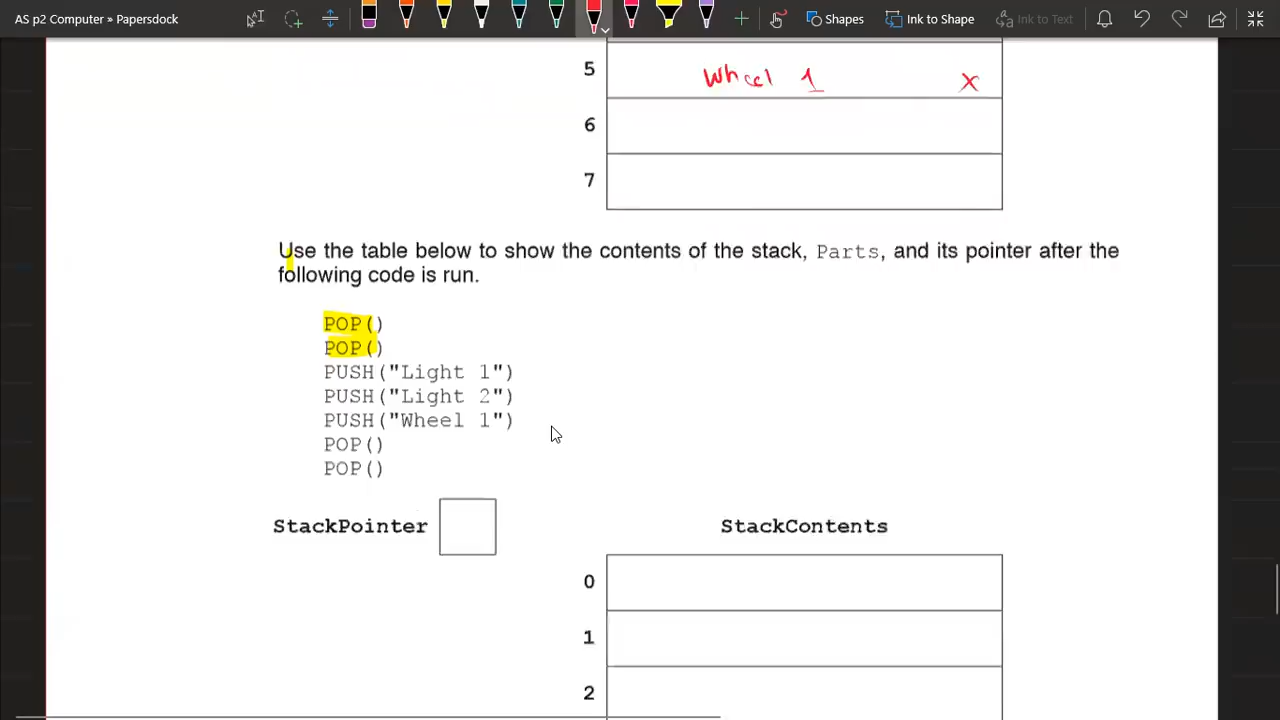 AS p2 Computer » Papersdock
Shapes
Ink to Shape
Ink to Text
5 Wheel 1 x
6
7
Use the table below to show the contents of the stack, Parts, and its pointer after the
following code is run.
POP()
POP()
PUSH("Light 1")
PUSH("Light 2")
PUSH("Wheel 1")
POP()
POP()
StackPointer
StackContents
0
1
2